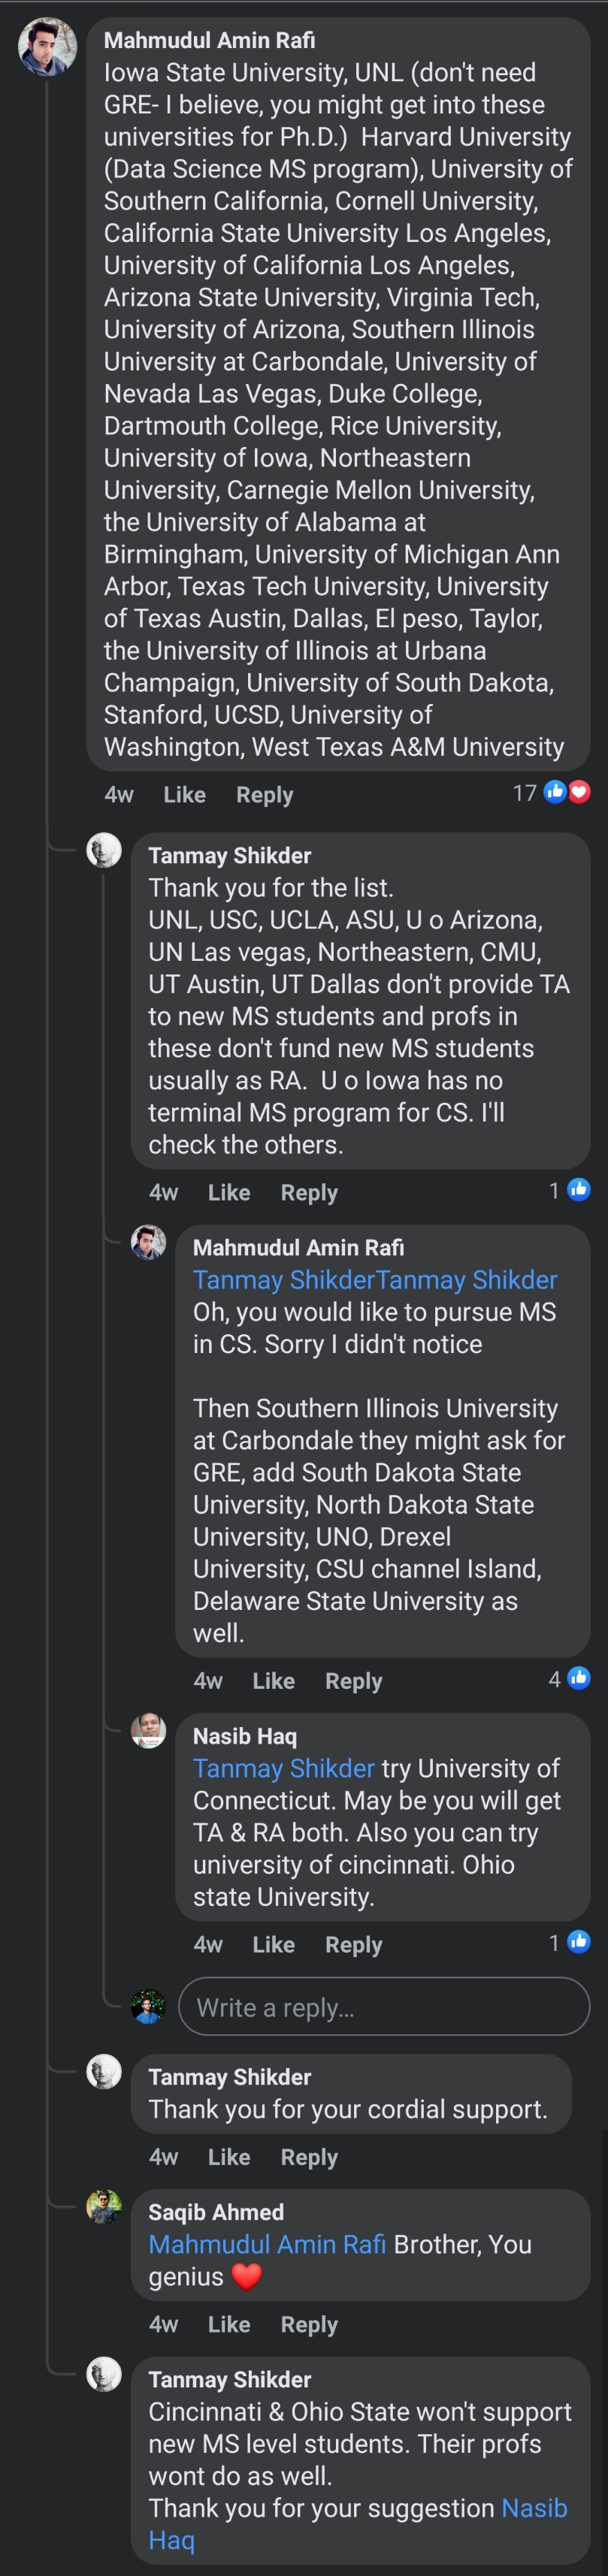 Mahmudul Amin Rafi
Iowa State University, UNL (don't need
GRE- I believe, you might get into these
universities for Ph.D.) Harvard University
(Data Science MS program), University of
Southern California, Cornell University,
California State University Los Angeles,
University of California Los Angeles,
Arizona State University, Virginia Tech,
University of Arizona, Southern Illinois
University at Carbondale, University of
Nevada Las Vegas, Duke College,
Dartmouth College, Rice University,
University of Iowa, Northeastern
University, Carnegie Mellon University,
the University of Alabama at
Birmingham, University of Michigan Ann
Arbor, Texas Tech University, University
of Texas Austin, Dallas, El peso, Taylor,
the University of Illinois at Urbana
Champaign, University of South Dakota,
Stanford, UCSD, University of
Washington, West Texas A&M University
4w Like Reply 17
Tanmay Shikder
Thank you for the list.
UNL, USC, UCLA, ASU, U o Arizona,
UN Las vegas, Northeastern, CMU,
UT Austin, UT Dallas don't provide TA
to new MS students and profs in
these don't fund new MS students
usually as RA. U o Iowa has no
terminal MS program for CS. I'll
check the others.
4w Like Reply 1
Mahmudul Amin Rafi
Tanmay ShikderTanmay Shikder
Oh, you would like to pursue MS
in CS. Sorry I didn't notice
Then Southern Illinois University
at Carbondale they might ask for
GRE, add South Dakota State
University, North Dakota State
University, UNO, Drexel
University, CSU channel Island,
Delaware State University as
well.
4w Like Reply 4
Nasib Haq
Tanmay Shikder try University of
Connecticut. May be you will get
TA & RA both. Also you can try
university of cincinnati. Ohio
state University.
4w Like Reply 1
Write a reply...
Tanmay Shikder
Thank you for your cordial support.
4w Like Reply
Saqib Ahmed
Mahmudul Amin Rafi Brother, You
genius ❤️
4w Like Reply
Tanmay Shikder
Cincinnati & Ohio State won't support
new MS level students. Their profs
wont do as well.
Thank you for your suggestion Nasib
Haq